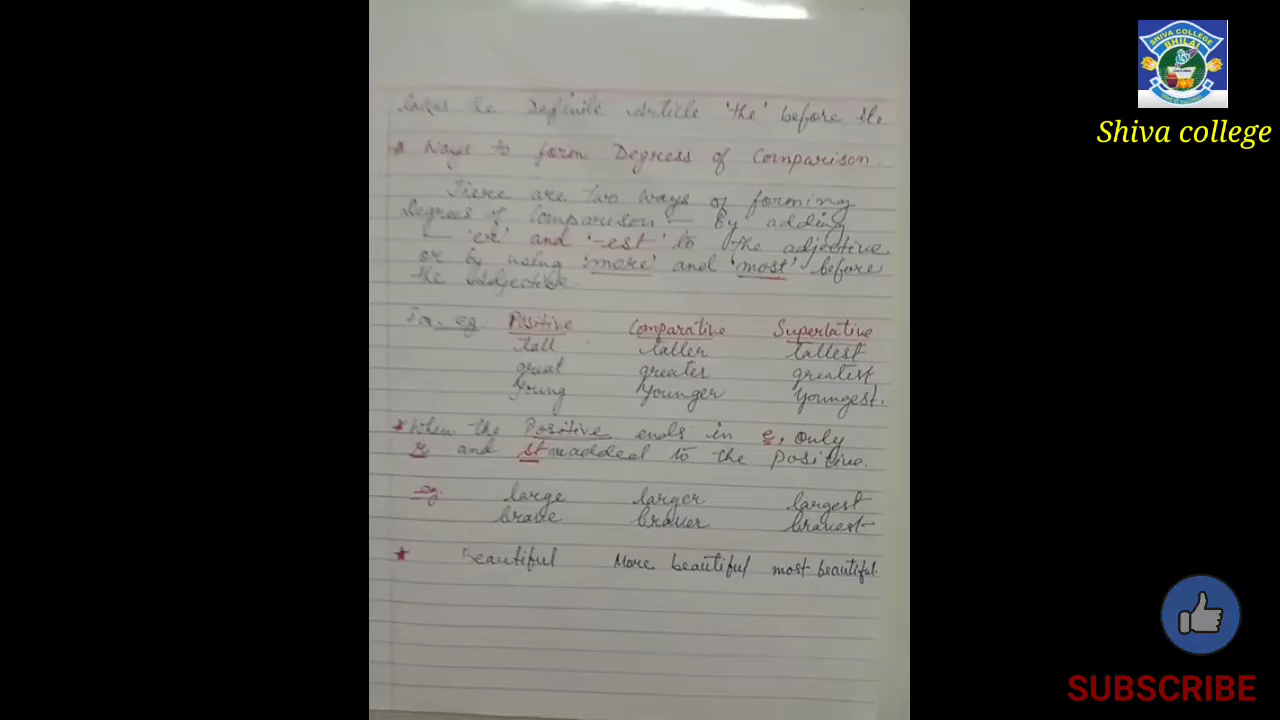 takes the Definite Article 'the' before the
* Ways to form Degrees of Comparison.
There are two ways of forming
Degrees of Comparison — By adding
— 'er' and '-est' to the adjective
or by using 'more' and 'most' before
the adjective.
For eg. Positive Comparative Superlative
tall taller tallest
great greater greatest
Young Younger Youngest.
* When the Positive ends in e, Only
r and st added to the positive.
eg. large larger largest
brave braver bravest
* Beautiful More beautiful most beautiful.
SHIVA COLLEGE
BHILAI
Shiva college
SUBSCRIBE